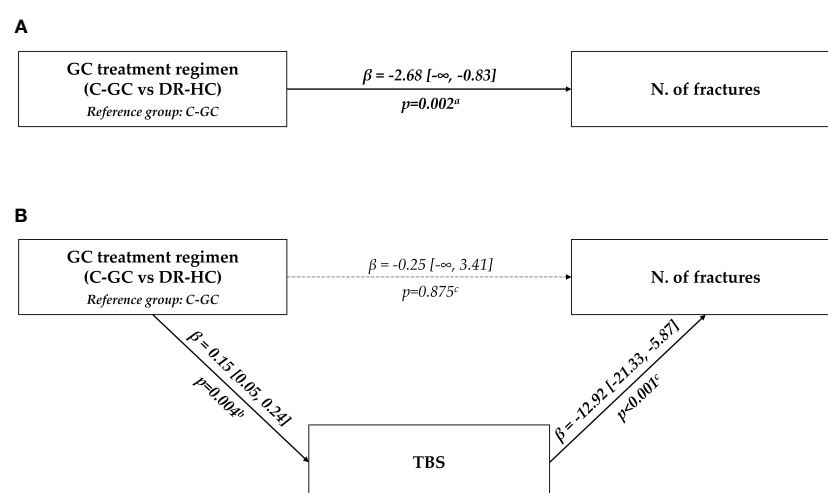 A
GC treatment regimen
(C-GC vs DR-HC)
Reference group: C-GC
β = -2.68 [-∞, -0.83]
p=0.002ᵃ
N. of fractures
B
GC treatment regimen
(C-GC vs DR-HC)
Reference group: C-GC
β = -0.25 [-∞, 3.41]
p=0.875ᶜ
N. of fractures
β = 0.15 [0.05, 0.24]
p=0.004ᵇ
β = -12.92 [-21.33, -5.87]
p<0.001ᶜ
TBS